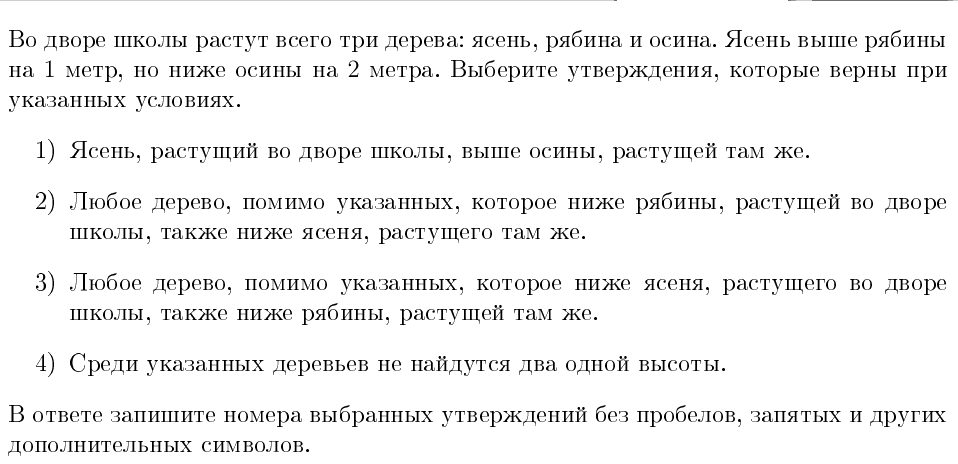 Во дворе школы растут всего три дерева: ясень, рябина и осина. Ясень выше рябины
на 1 метр, но ниже осины на 2 метра. Выберите утверждения, которые верны при
указанных условиях.
1) Ясень, растущий во дворе школы, выше осины, растущей там же.
2) Любое дерево, помимо указанных, которое ниже рябины, растущей во дворе
школы, также ниже ясеня, растущего там же.
3) Любое дерево, помимо указанных, которое ниже ясеня, растущего во дворе
школы, также ниже рябины, растущей там же.
4) Среди указанных деревьев не найдутся два одной высоты.
В ответе запишите номера выбранных утверждений без пробелов, запятых и других
дополнительных символов.